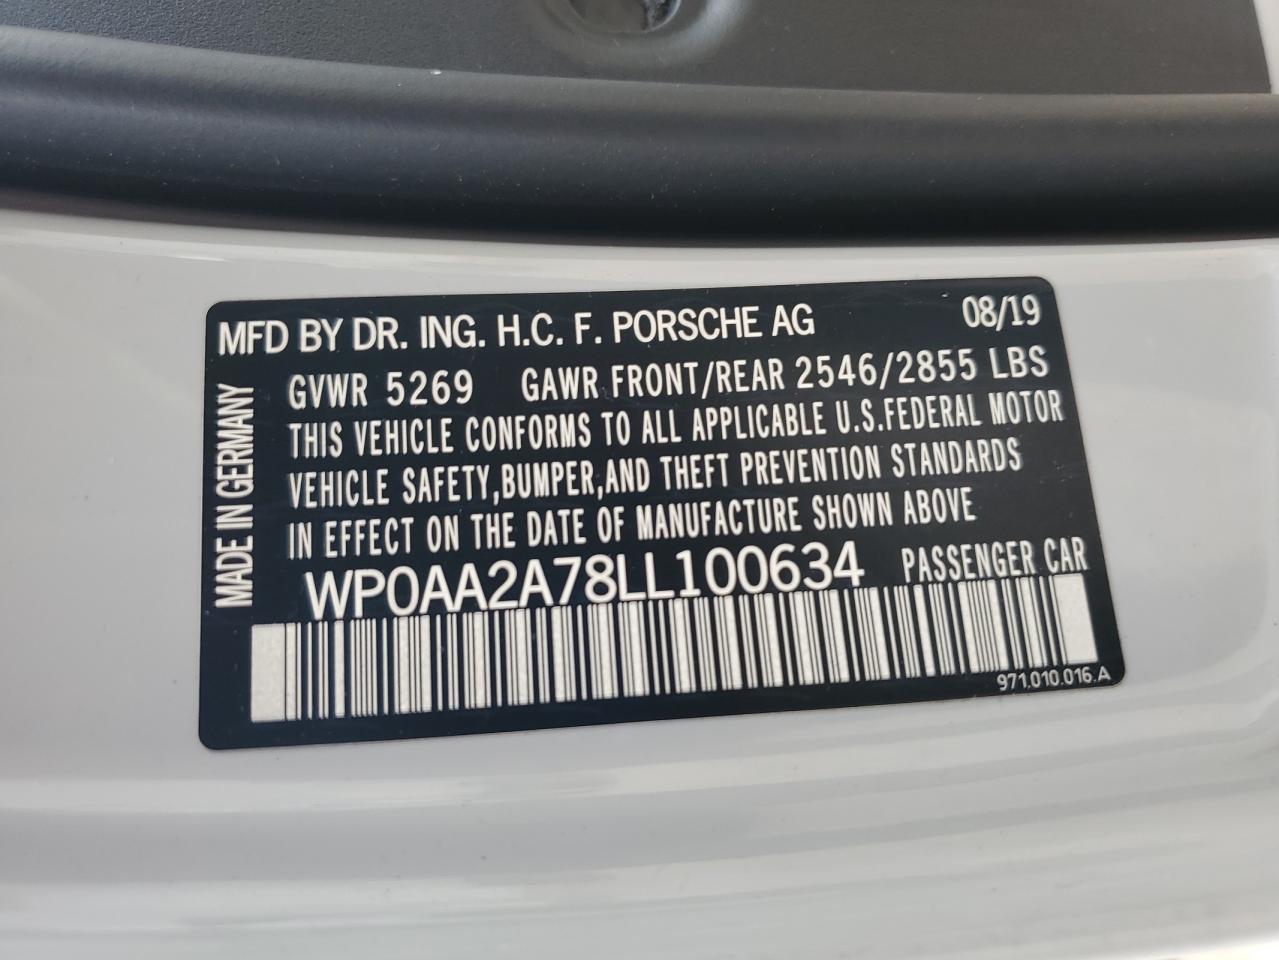 MFD BY DR. ING. H.C. F. PORSCHE AG 08/19
GVWR 5269 GAWR FRONT/REAR 2546/2855 LBS
THIS VEHICLE CONFORMS TO ALL APPLICABLE U.S.FEDERAL MOTOR
VEHICLE SAFETY,BUMPER,AND THEFT PREVENTION STANDARDS
IN EFFECT ON THE DATE OF MANUFACTURE SHOWN ABOVE
WP0AA2A78LL100634 PASSENGER CAR
971.010.016.A
MADE IN GERMANY